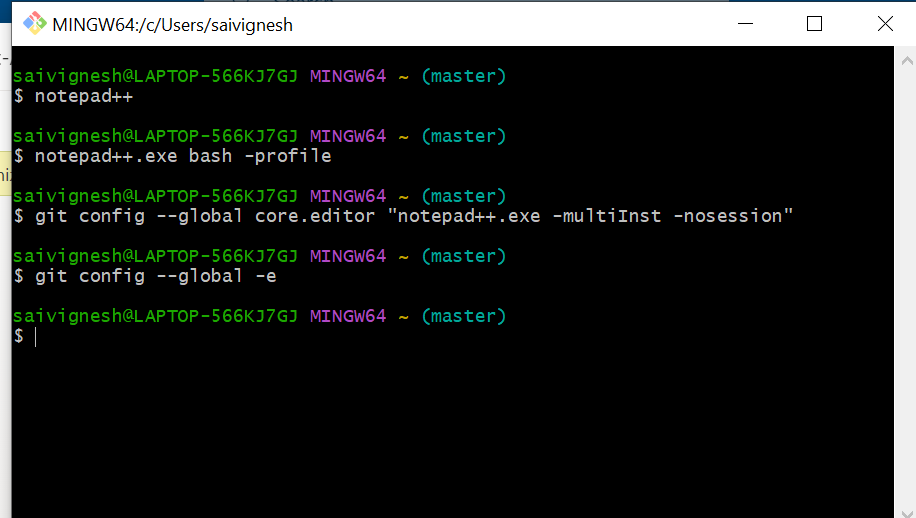 MINGW64:/c/Users/saivignesh
saivignesh@LAPTOP-566KJ7GJ MINGW64 ~ (master)
$ notepad++
saivignesh@LAPTOP-566KJ7GJ MINGW64 ~ (master)
$ notepad++.exe bash -profile
saivignesh@LAPTOP-566KJ7GJ MINGW64 ~ (master)
$ git config --global core.editor "notepad++.exe -multiInst -nosession"
saivignesh@LAPTOP-566KJ7GJ MINGW64 ~ (master)
$ git config --global -e
saivignesh@LAPTOP-566KJ7GJ MINGW64 ~ (master)
$